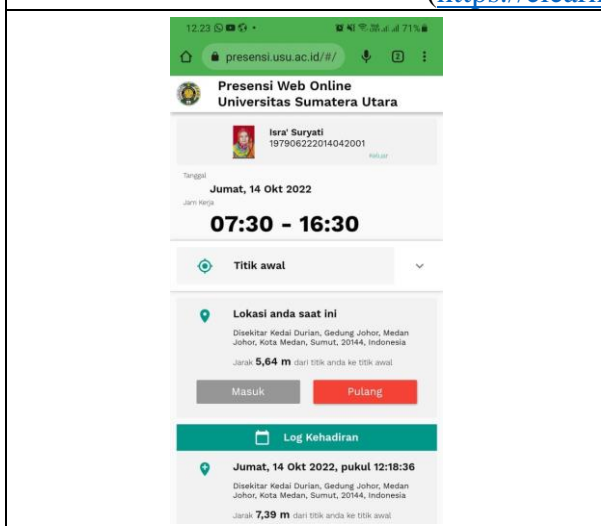 (https://elearn
12.23
71%
presensi.usu.ac.id/#/
2
Presensi Web Online
Universitas Sumatera Utara
Isra' Suryati
197906222014042001
Keluar
Tanggal
Jumat, 14 Okt 2022
Jam Kerja
07:30 - 16:30
Titik awal
Lokasi anda saat ini
Disekitar Kedai Durian, Gedung Johor, Medan
Johor, Kota Medan, Sumut, 20144, Indonesia
Jarak 5,64 m dari titik anda ke titik awal
Masuk
Pulang
Log Kehadiran
Jumat, 14 Okt 2022, pukul 12:18:36
Disekitar Kedai Durian, Gedung Johor, Medan
Johor, Kota Medan, Sumut, 20144, Indonesia
Jarak 7,39 m dari titik anda ke titik awal